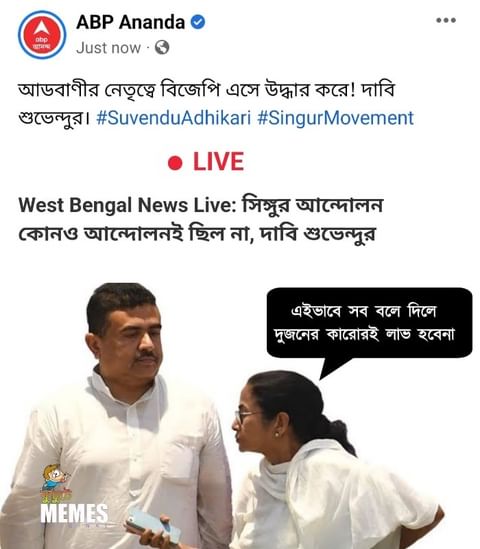 ABP Ananda
Just now
abp
আনন্দ
আডবাণীর নেতৃত্বে বিজেপি এসে উদ্ধার করে! দাবি
শুভেন্দুর। #SuvenduAdhikari #SingurMovement
LIVE
West Bengal News Live: সিঙ্গুর আন্দোলন
কোনও আন্দোলনই ছিল না, দাবি শুভেন্দুর
এইভাবে সব বলে দিলে
দুজনের কারোরই লাভ হবেনা
MEMES